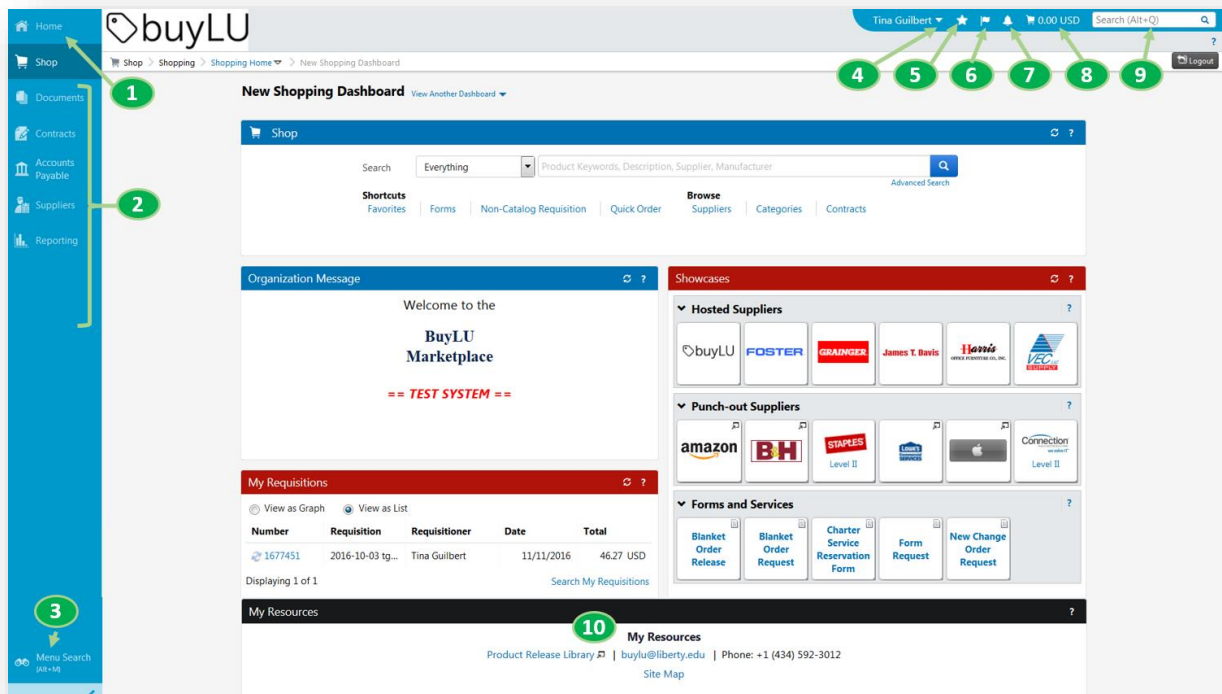 Home
buyLU
Tina Guilbert
0.00 USD
Search (Alt+Q)
?
Shop
Shop > Shopping > Shopping Home > New Shopping Dashboard
Logout
1
4
5
6
7
8
9
Documents
Contracts
Accounts
Payable
Suppliers
Reporting
2
New Shopping Dashboard View Another Dashboard
Shop
?
Search
Everything
Product Keywords, Description, Supplier, Manufacturer
Advanced Search
Shortcuts
Favorites
Forms
Non-Catalog Requisition
Quick Order
Browse
Suppliers
Categories
Contracts
Organization Message
?
Welcome to the
BuyLU
Marketplace
== TEST SYSTEM ==
Showcases
?
Hosted Suppliers
?
buyLU
FOSTER
GRAINGER
James T. Davis
Harris
OFFICE FURNITURE CO., INC.
VEC
SUPPLY
Punch-out Suppliers
?
amazon
B&H
STAPLES
Level II
LOWE'S
Connection
Level II
My Requisitions
?
View as Graph
View as List
Number Requisition Requisitioner Date Total
1677451 2016-10-03 tg... Tina Guilbert 11/11/2016 46.27 USD
Displaying 1 of 1
Search My Requisitions
Forms and Services
?
Blanket
Order
Release
Blanket
Order
Request
Charter
Service
Reservation
Form
Form
Request
New Change
Order
Request
3
Menu Search
(Alt+M)
My Resources
?
10
My Resources
Product Release Library | buylu@liberty.edu | Phone: +1 (434) 592-3012
Site Map